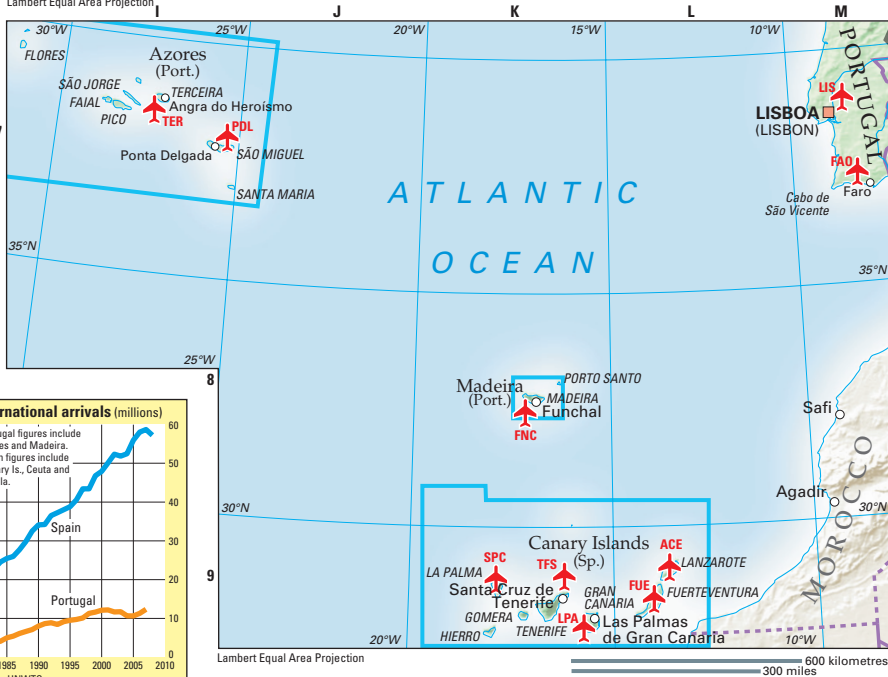 Lambert Equal Area Projection
I J K L M
30°W 25°W 20°W 15°W 10°W
FLORES
Azores
(Port.)
SÃO JORGE
TERCEIRA
FAIAL
Angra do Heroísmo
PICO
TER
PDL
Ponta Delgada
SÃO MIGUEL
SANTA MARIA
PORTUGAL
LIS
LISBOA
(LISBON)
FAO
Faro
Cabo de
São Vicente
ATLANTIC
OCEAN
35°N
35°N
25°W
8
Madeira
(Port.)
PORTO SANTO
MADEIRA
Funchal
FNC
Safi
Agadir
MOROCCO
30°N
30°N
9
Canary Islands
(Sp.)
SPC
TFS
ACE
LA PALMA
LANZAROTE
Santa Cruz de
Tenerife
GRAN
CANARIA
FUE
FUERTEVENTURA
GOMERA
LPA
Las Palmas
de Gran Canaria
HIERRO
TENERIFE
20°W
10°W
Lambert Equal Area Projection
600 kilometres
300 miles
rnational arrivals (millions)
ugal figures include
es and Madeira.
n figures include
ary Is., Ceuta and
la.
60
50
40
30
20
10
0
Spain
Portugal
1985 1990 1995 2000 2005 2010